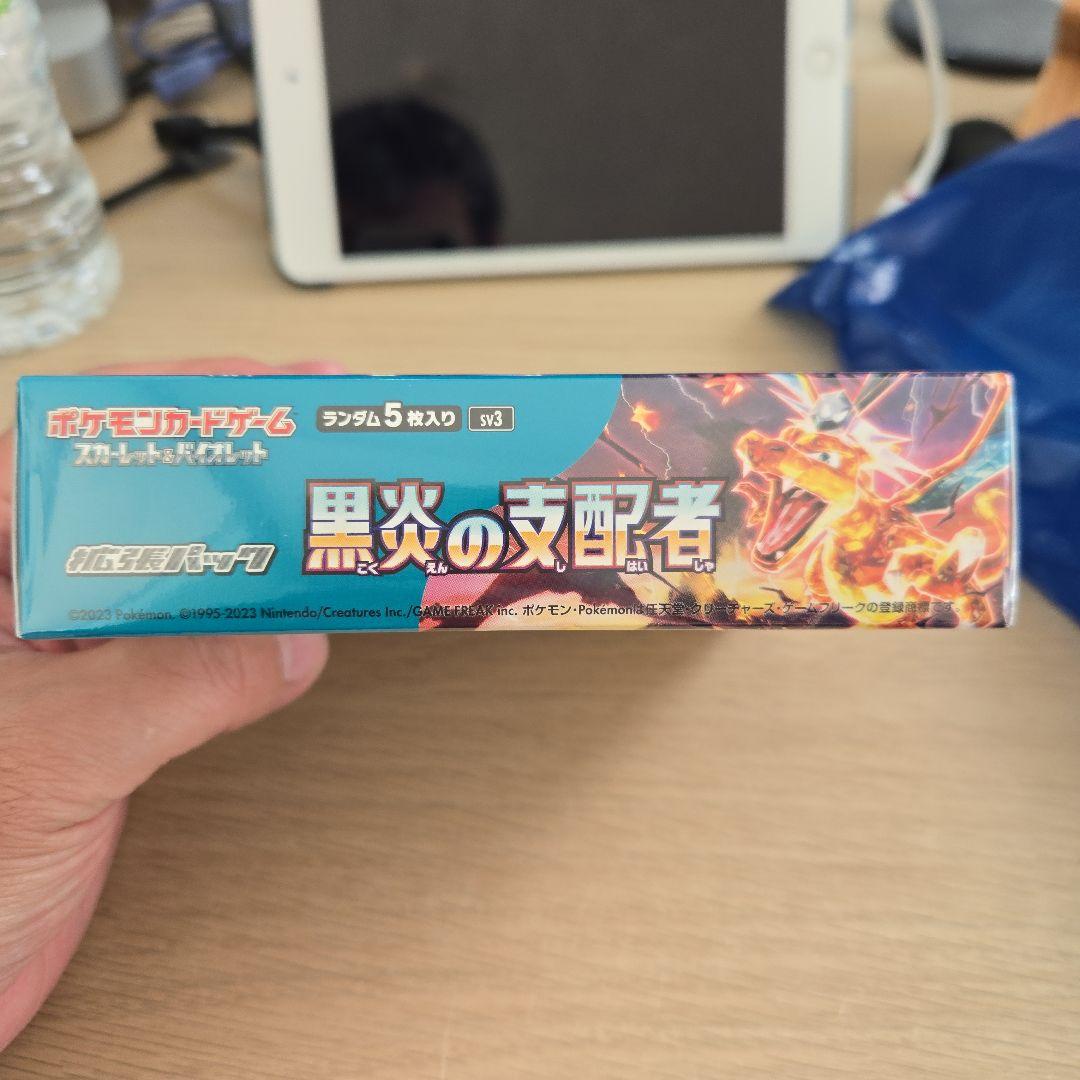 ポケモンカードゲーム
スカーレット&バイオレット
ランダム5枚入り
sv3
拡張パック
黒炎の支配者
こく えん し はい しゃ
©2023 Pokémon. ©1995-2023 Nintendo/Creatures Inc./GAME FREAK inc. ポケモン・Pokémonは任天堂・クリーチャーズ・ゲームフリークの登録商標です。